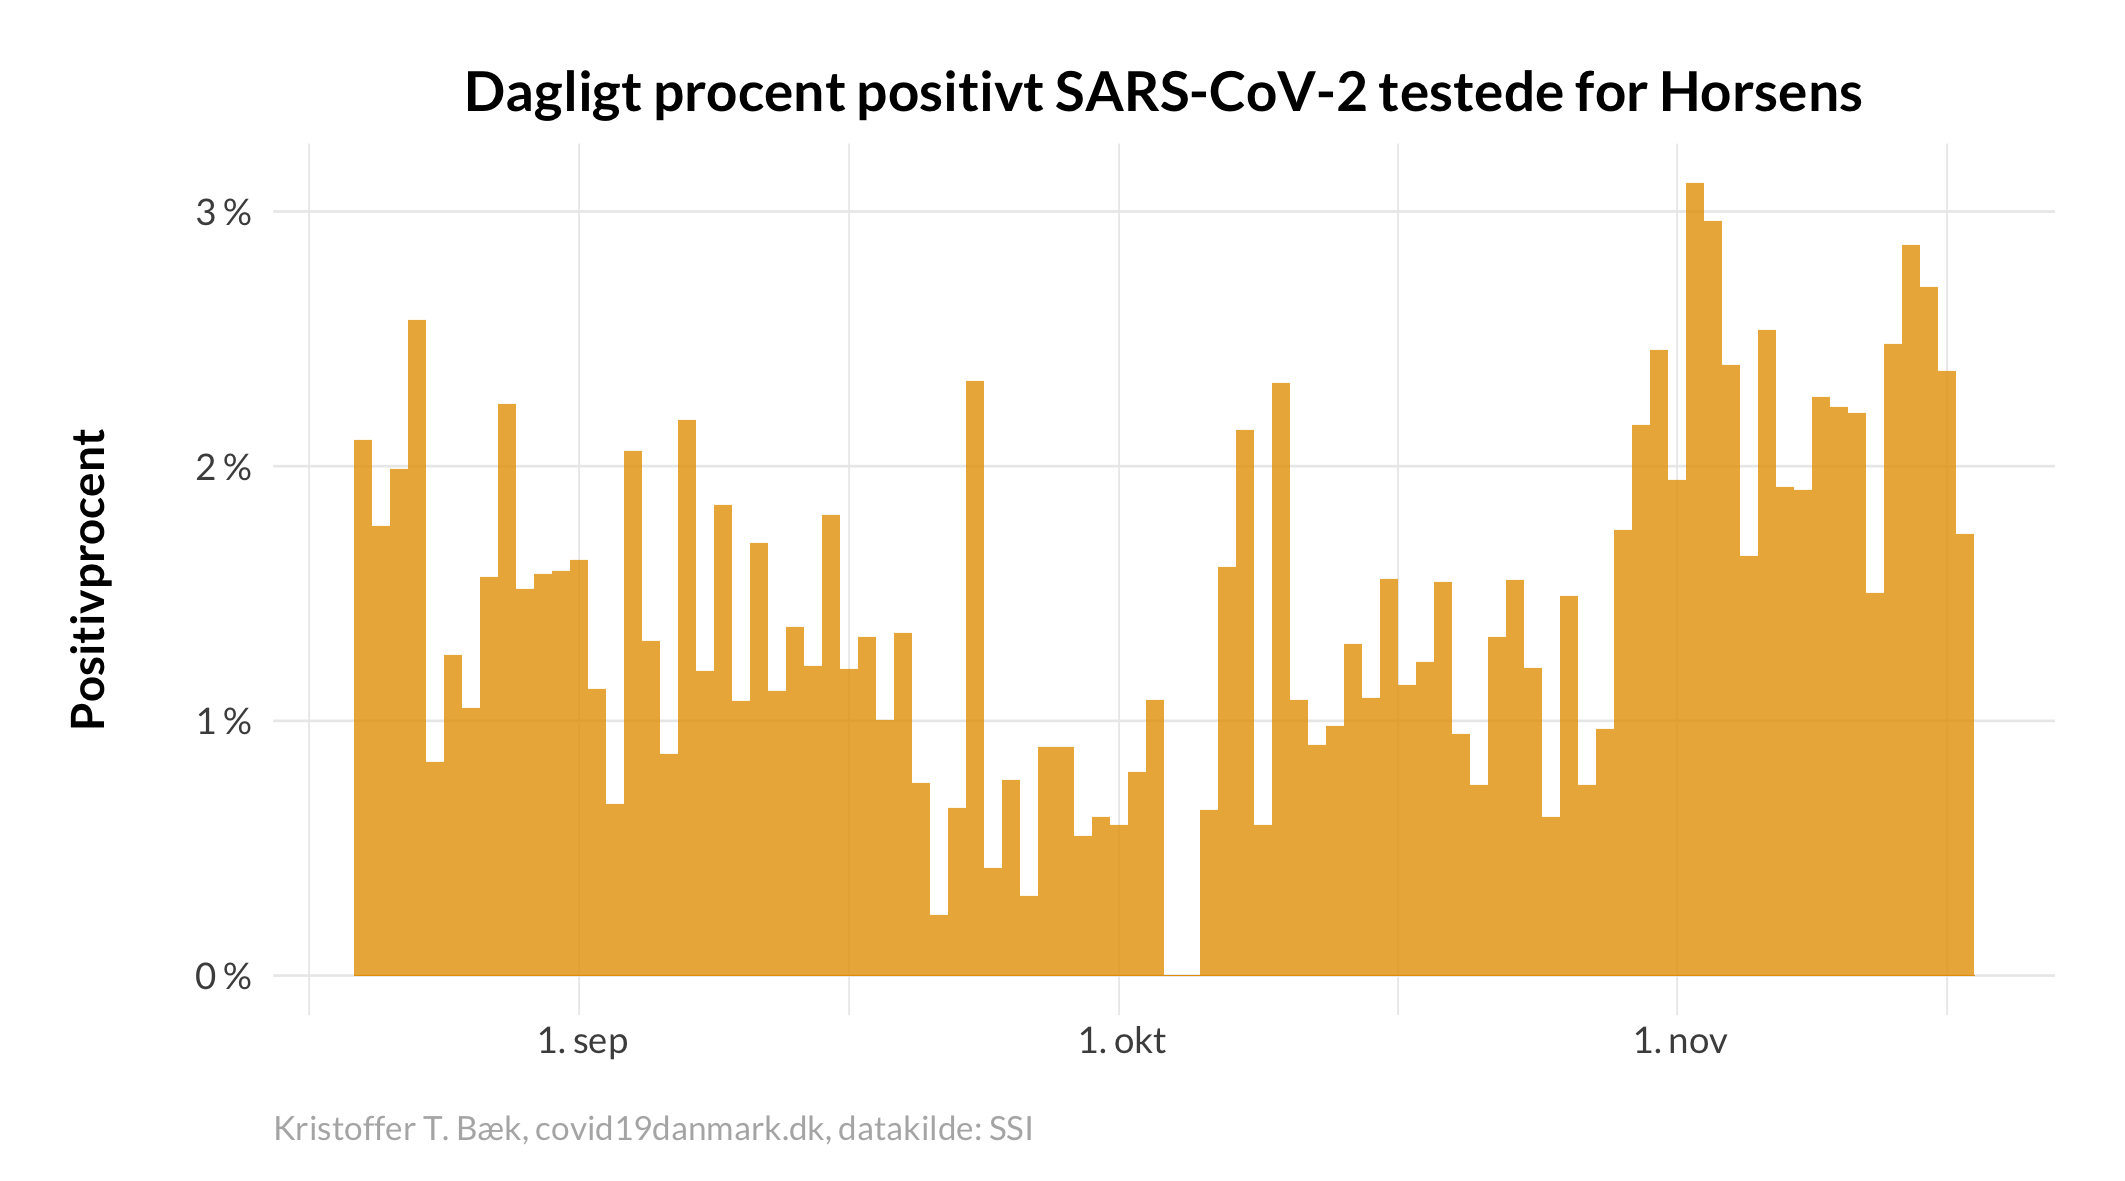 Dagligt procent positivt SARS-CoV-2 testede for Horsens
Positivprocent
3 %
2 %
1 %
0 %
1. sep
1. okt
1. nov
Kristoffer T. Bæk, covid19danmark.dk, datakilde: SSI